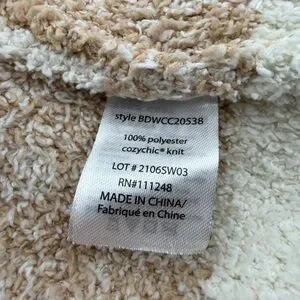 style BDWCC20538
100% polyester
cozychic® knit
LOT # 21065W03
RN#111248
MADE IN CHINA/
Fabriqué en Chine